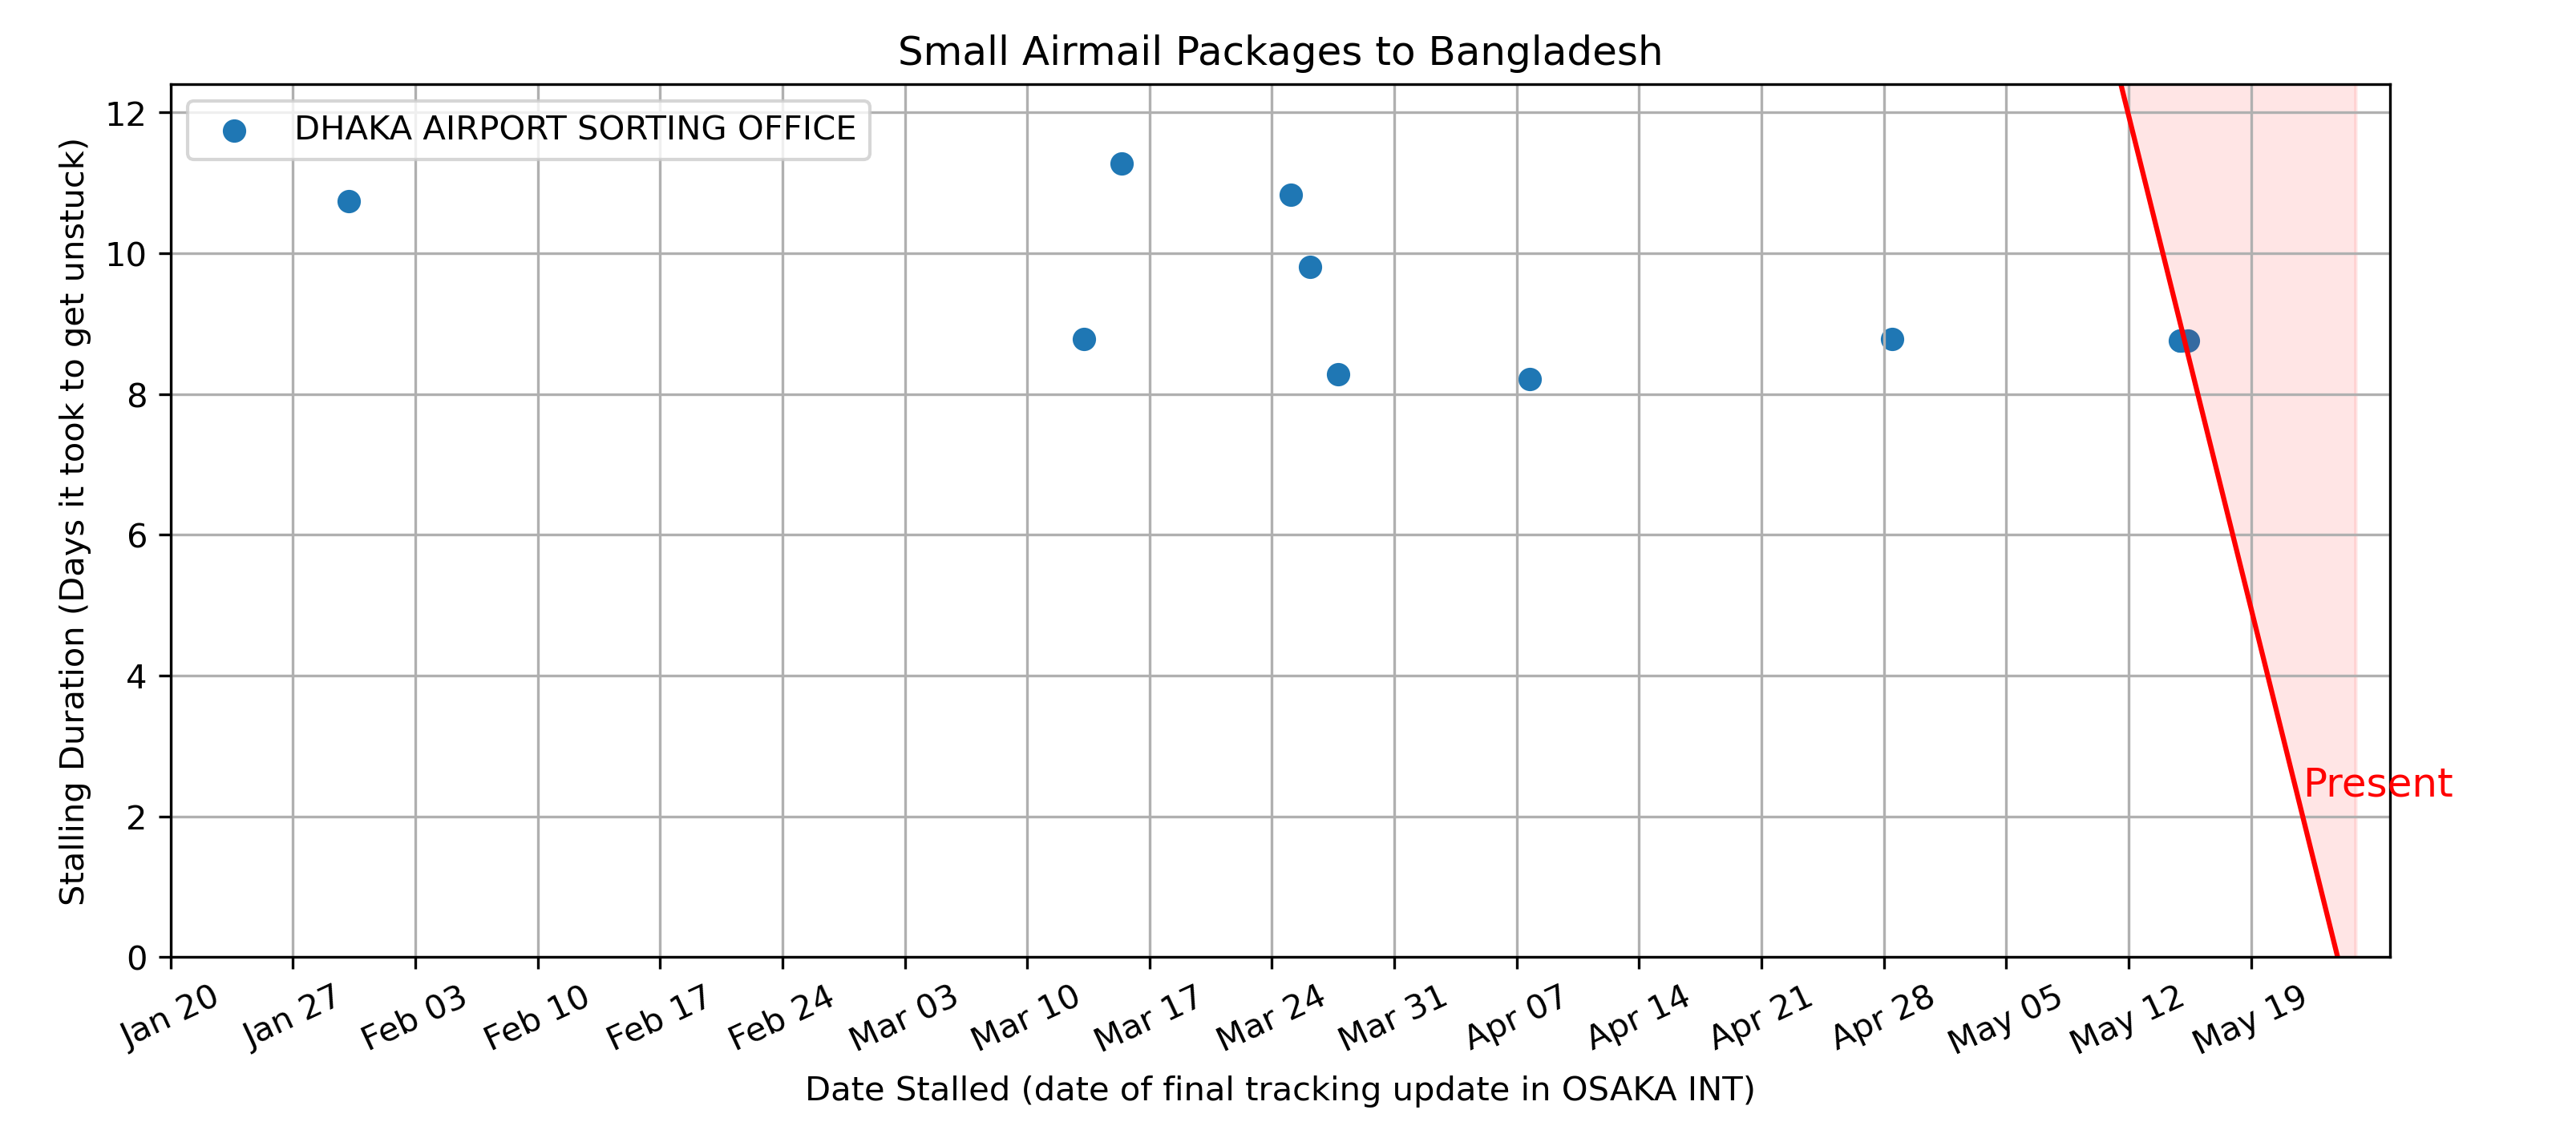 Small Airmail Packages to Bangladesh
DHAKA AIRPORT SORTING OFFICE
Stalling Duration (Days it took to get unstuck)
12
10
8
6
4
2
0
Present
Jan 20
Jan 27
Feb 03
Feb 10
Feb 17
Feb 24
Mar 03
Mar 10
Mar 17
Mar 24
Mar 31
Apr 07
Apr 14
Apr 21
Apr 28
May 05
May 12
May 19
Date Stalled (date of final tracking update in OSAKA INT)